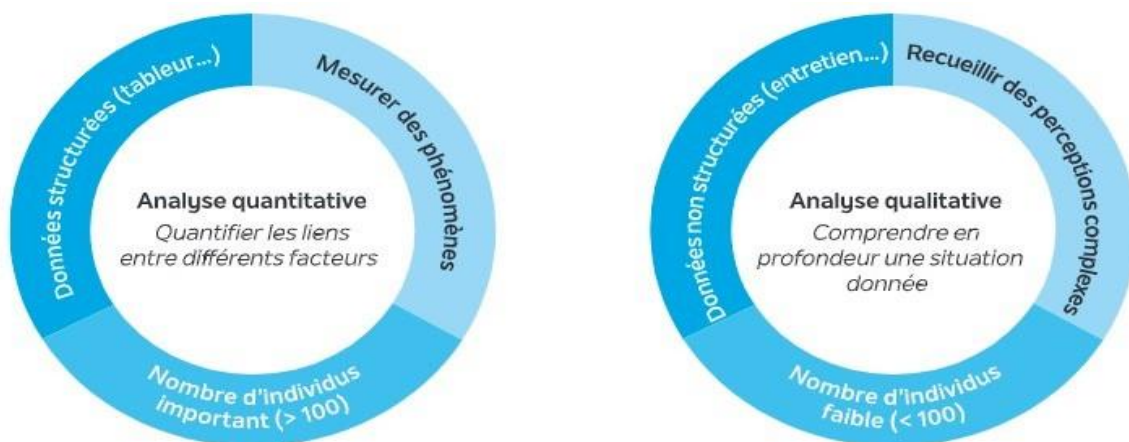 Données structurées (tableur...)
Mesurer des phénomènes
Analyse quantitative
Quantifier les liens
entre différents facteurs
Nombre d'individus
important (> 100)
Données non structurées (entretien...)
Recueillir des perceptions complexes
Analyse qualitative
Comprendre en
profondeur une situation
donnée
Nombre d'individus
faible (< 100)